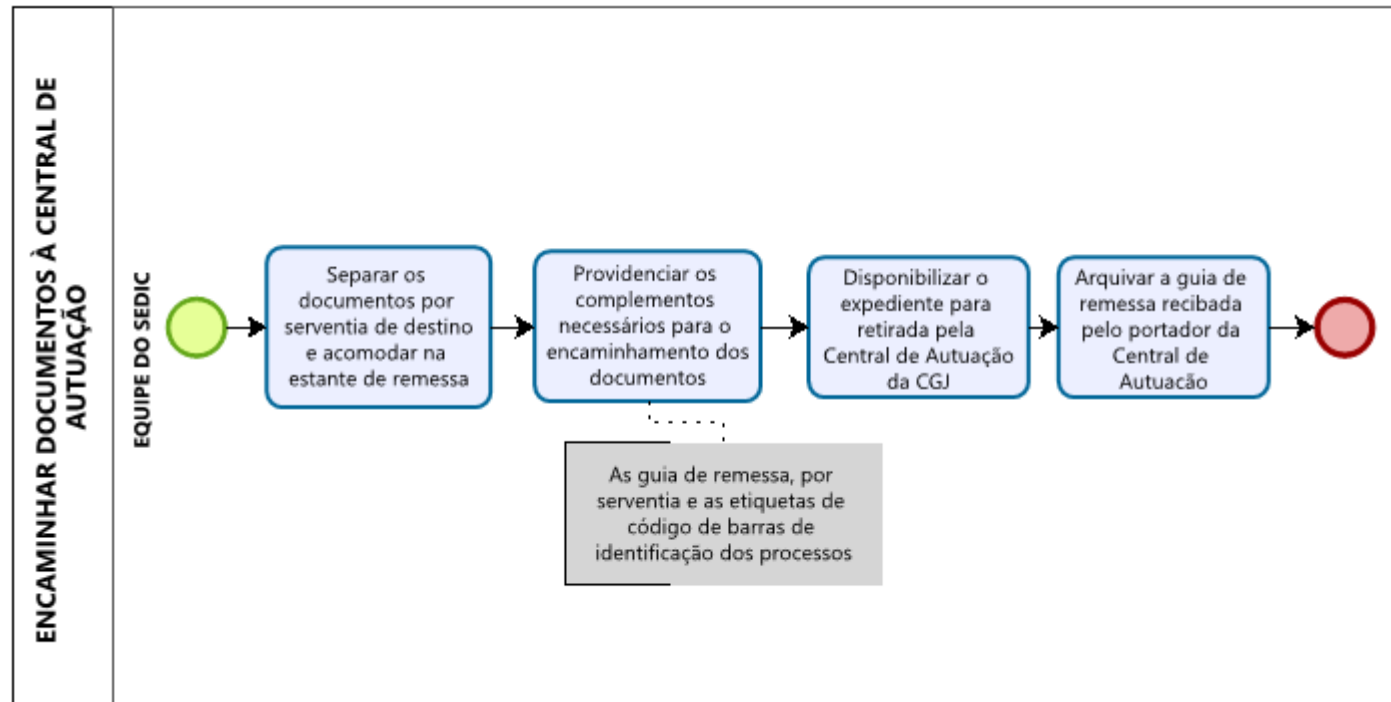 ENCAMINHAR DOCUMENTOS À CENTRAL DE
AUTUAÇÃO
EQUIPE DO SEDIC
Separar os
documentos por
serventia de destino
e acomodar na
estante de remessa
Providenciar os
complementos
necessários para o
encaminhamento dos
documentos
Disponibilizar o
expediente para
retirada pela
Central de Autuação
da CGJ
Arquivar a guia de
remessa recibada
pelo portador da
Central de
Autuacão
As guia de remessa, por
serventia e as etiquetas de
código de barras de
identificação dos processos